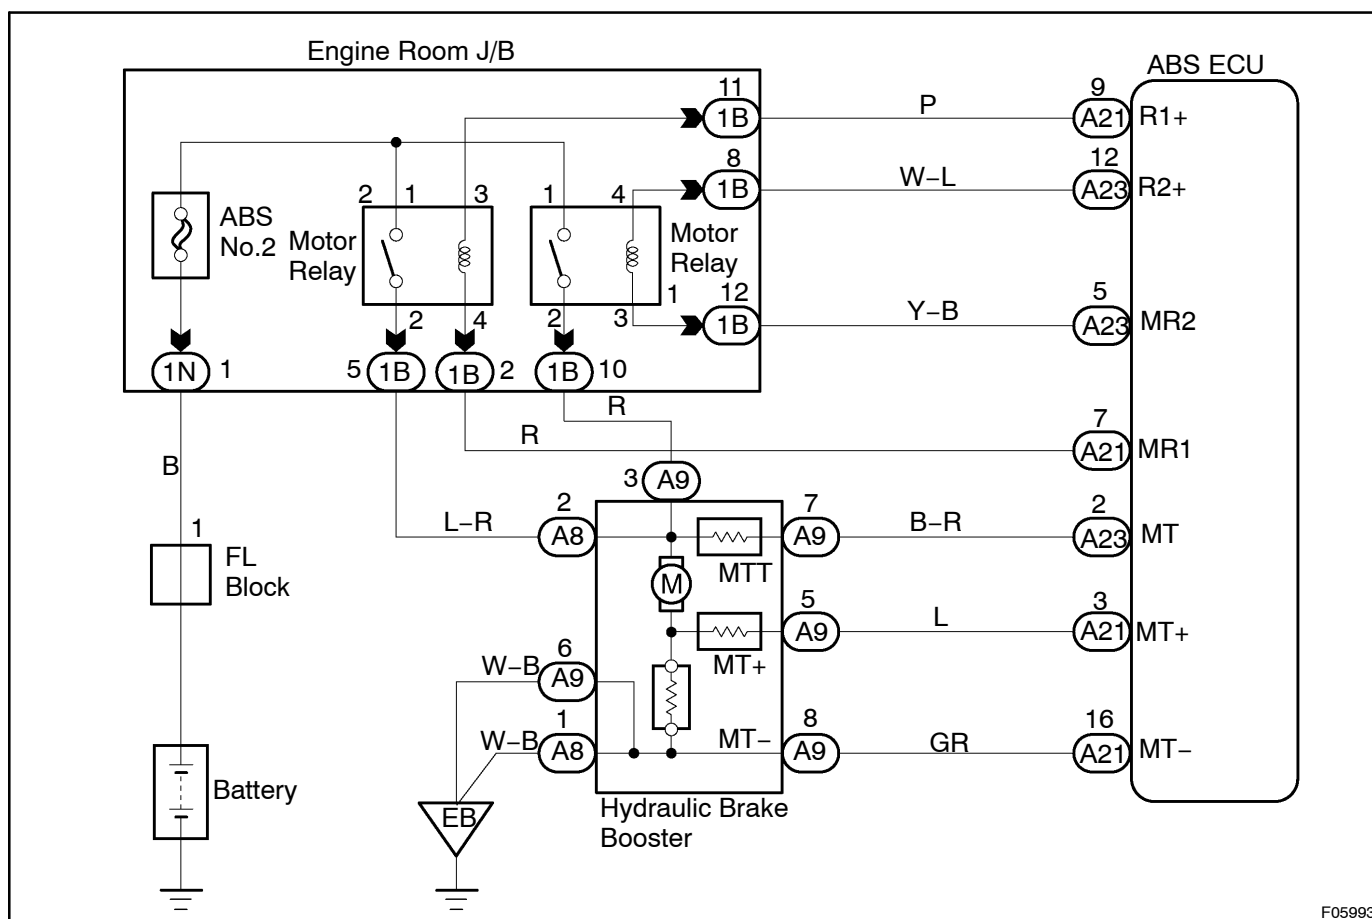 Engine Room J/B
ABS ECU
11
1B
P
9
A21
R1+
8
1B
W–L
12
A23
R2+
ABS
No.2
2
1
3
Motor
Relay
1
4
Motor
Relay
1
12
1B
Y–B
5
A23
MR2
2
4
2
3
1N
1
5
1B
1B
2
1B
10
R
R
7
A21
MR1
B
3
A9
L–R
2
A8
7
A9
B–R
2
A23
MT
MTT
M
1
FL
Block
5
A9
L
3
A21
MT+
MT+
W–B
6
A9
W–B
1
A8
MT–
8
A9
GR
16
A21
MT–
Battery
EB
Hydraulic Brake
Booster
F05993